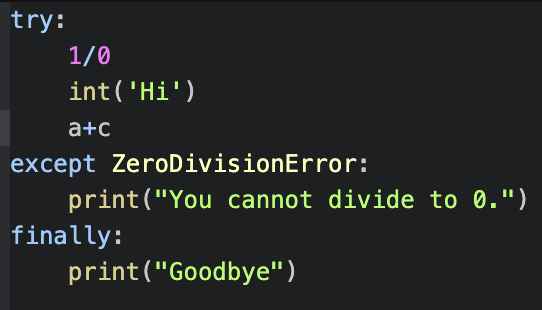 try:
    1/0
    int('Hi')
    a+c
except ZeroDivisionError:
    print("You cannot divide to 0.")
finally:
    print("Goodbye")